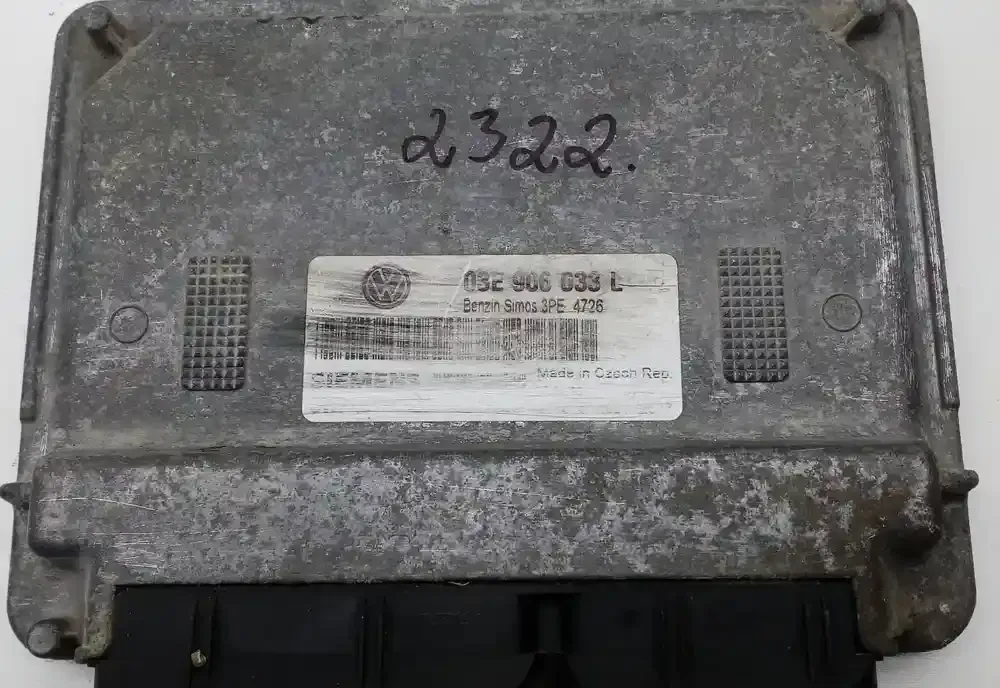 2322.
03E 906 033 L
Benzin Simos 3PE 4726
SIEMENS
Made in Czech Rep.